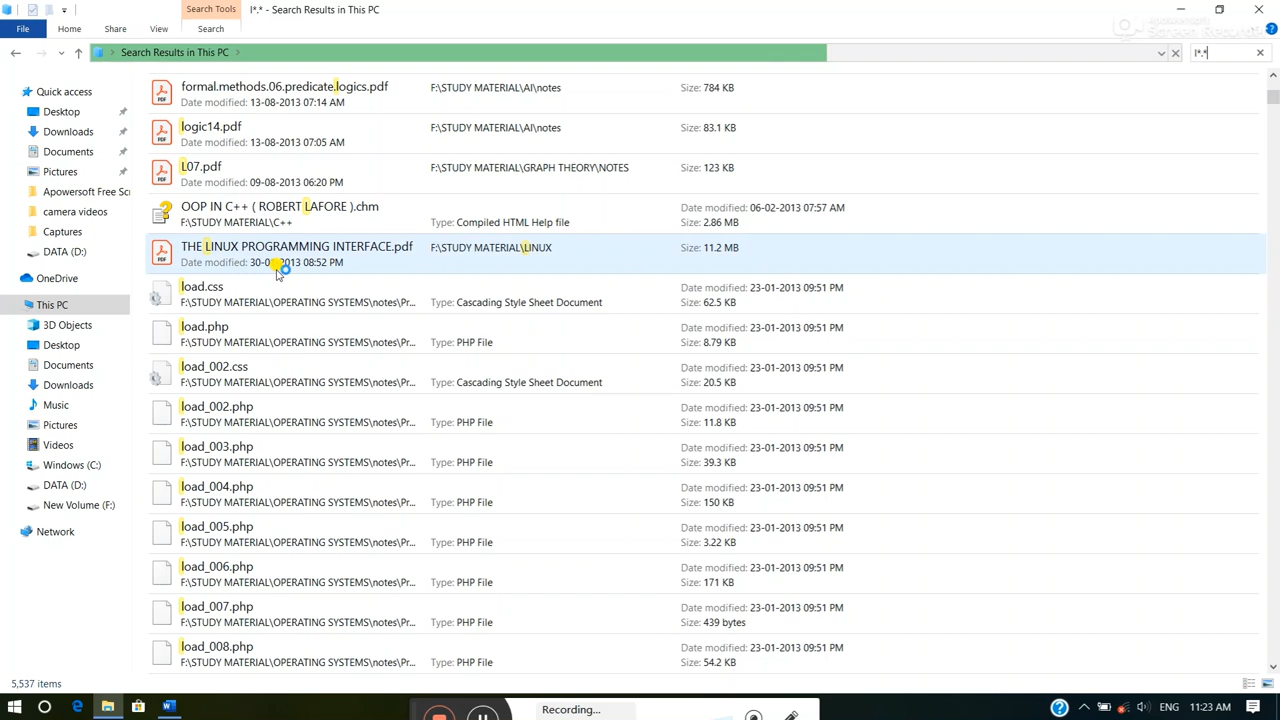 Search Tools
l*.* - Search Results in This PC
File Home Share View Search
Apowersoft
Screen Recorder
Search Results in This PC
l*.*
Quick access
Desktop
Downloads
Documents
Pictures
Apowersoft Free Scr
camera videos
Captures
DATA (D:)
OneDrive
This PC
3D Objects
Desktop
Documents
Downloads
Music
Pictures
Videos
Windows (C:)
DATA (D:)
New Volume (F:)
Network
formal.methods.06.predicate.logics.pdf F:\STUDY MATERIAL\AI\notes Size: 784 KB
Date modified: 13-08-2013 07:14 AM
logic14.pdf F:\STUDY MATERIAL\AI\notes Size: 83.1 KB
Date modified: 13-08-2013 07:05 AM
L07.pdf F:\STUDY MATERIAL\GRAPH THEORY\NOTES Size: 123 KB
Date modified: 09-08-2013 06:20 PM
OOP IN C++ ( ROBERT LAFORE ).chm Date modified: 06-02-2013 07:57 AM
F:\STUDY MATERIAL\C++ Type: Compiled HTML Help file Size: 2.86 MB
THE LINUX PROGRAMMING INTERFACE.pdf F:\STUDY MATERIAL\LINUX Size: 11.2 MB
Date modified: 08:52 PM
load.css Date modified: 23-01-2013 09:51 PM
F:\STUDY MATERIAL\OPERATING SYSTEMS\notes\Pr... Type: Cascading Style Sheet Document Size: 62.5 KB
load.php Date modified: 23-01-2013 09:51 PM
F:\STUDY MATERIAL\OPERATING SYSTEMS\notes\Pr... Type: PHP File Size: 8.79 KB
load_002.css Date modified: 23-01-2013 09:51 PM
F:\STUDY MATERIAL\OPERATING SYSTEMS\notes\Pr... Type: Cascading Style Sheet Document Size: 20.5 KB
load_002.php Date modified: 23-01-2013 09:51 PM
F:\STUDY MATERIAL\OPERATING SYSTEMS\notes\Pr... Type: PHP File Size: 11.8 KB
load_003.php Date modified: 23-01-2013 09:51 PM
F:\STUDY MATERIAL\OPERATING SYSTEMS\notes\Pr... Type: PHP File Size: 39.3 KB
load_004.php Date modified: 23-01-2013 09:51 PM
F:\STUDY MATERIAL\OPERATING SYSTEMS\notes\Pr... Type: PHP File Size: 150 KB
load_005.php Date modified: 23-01-2013 09:51 PM
F:\STUDY MATERIAL\OPERATING SYSTEMS\notes\Pr... Type: PHP File Size: 3.22 KB
load_006.php Date modified: 23-01-2013 09:51 PM
F:\STUDY MATERIAL\OPERATING SYSTEMS\notes\Pr... Type: PHP File Size: 171 KB
load_007.php Date modified: 23-01-2013 09:51 PM
F:\STUDY MATERIAL\OPERATING SYSTEMS\notes\Pr... Type: PHP File Size: 439 bytes
load_008.php Date modified: 23-01-2013 09:51 PM
F:\STUDY MATERIAL\OPERATING SYSTEMS\notes\Pr... Type: PHP File Size: 54.2 KB
5,537 items
Recording...
ENG 11:23 AM